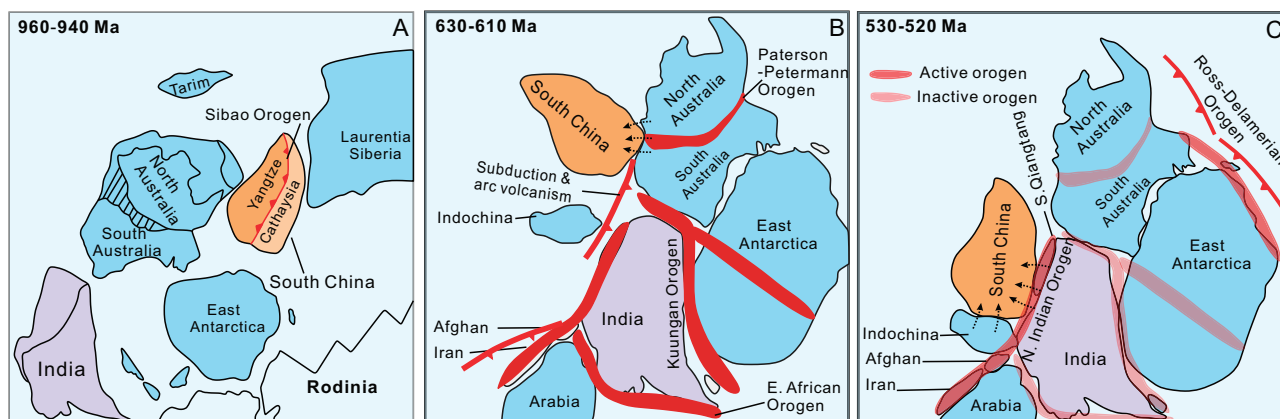 960-940 Ma
A
Tarim
Sibao Orogen
Laurentia
Siberia
North
Australia
Yangtze
Cathaysia
South
Australia
South China
East
Antarctica
India
Rodinia
630-610 Ma
B
Paterson
-Petermann
Orogen
North
Australia
South China
South
Australia
Subduction &
arc volcanism
Indochina
East
Antarctica
Kuungan Orogen
India
Afghan
Iran
Arabia
E. African
Orogen
530-520 Ma
C
Active orogen
Inactive orogen
Ross-Delamerian
Orogen
North
Australia
S. Qiangtang
South
Australia
South China
East
Antarctica
N. Indian Orogen
Indochina
Afghan
India
Iran
Arabia